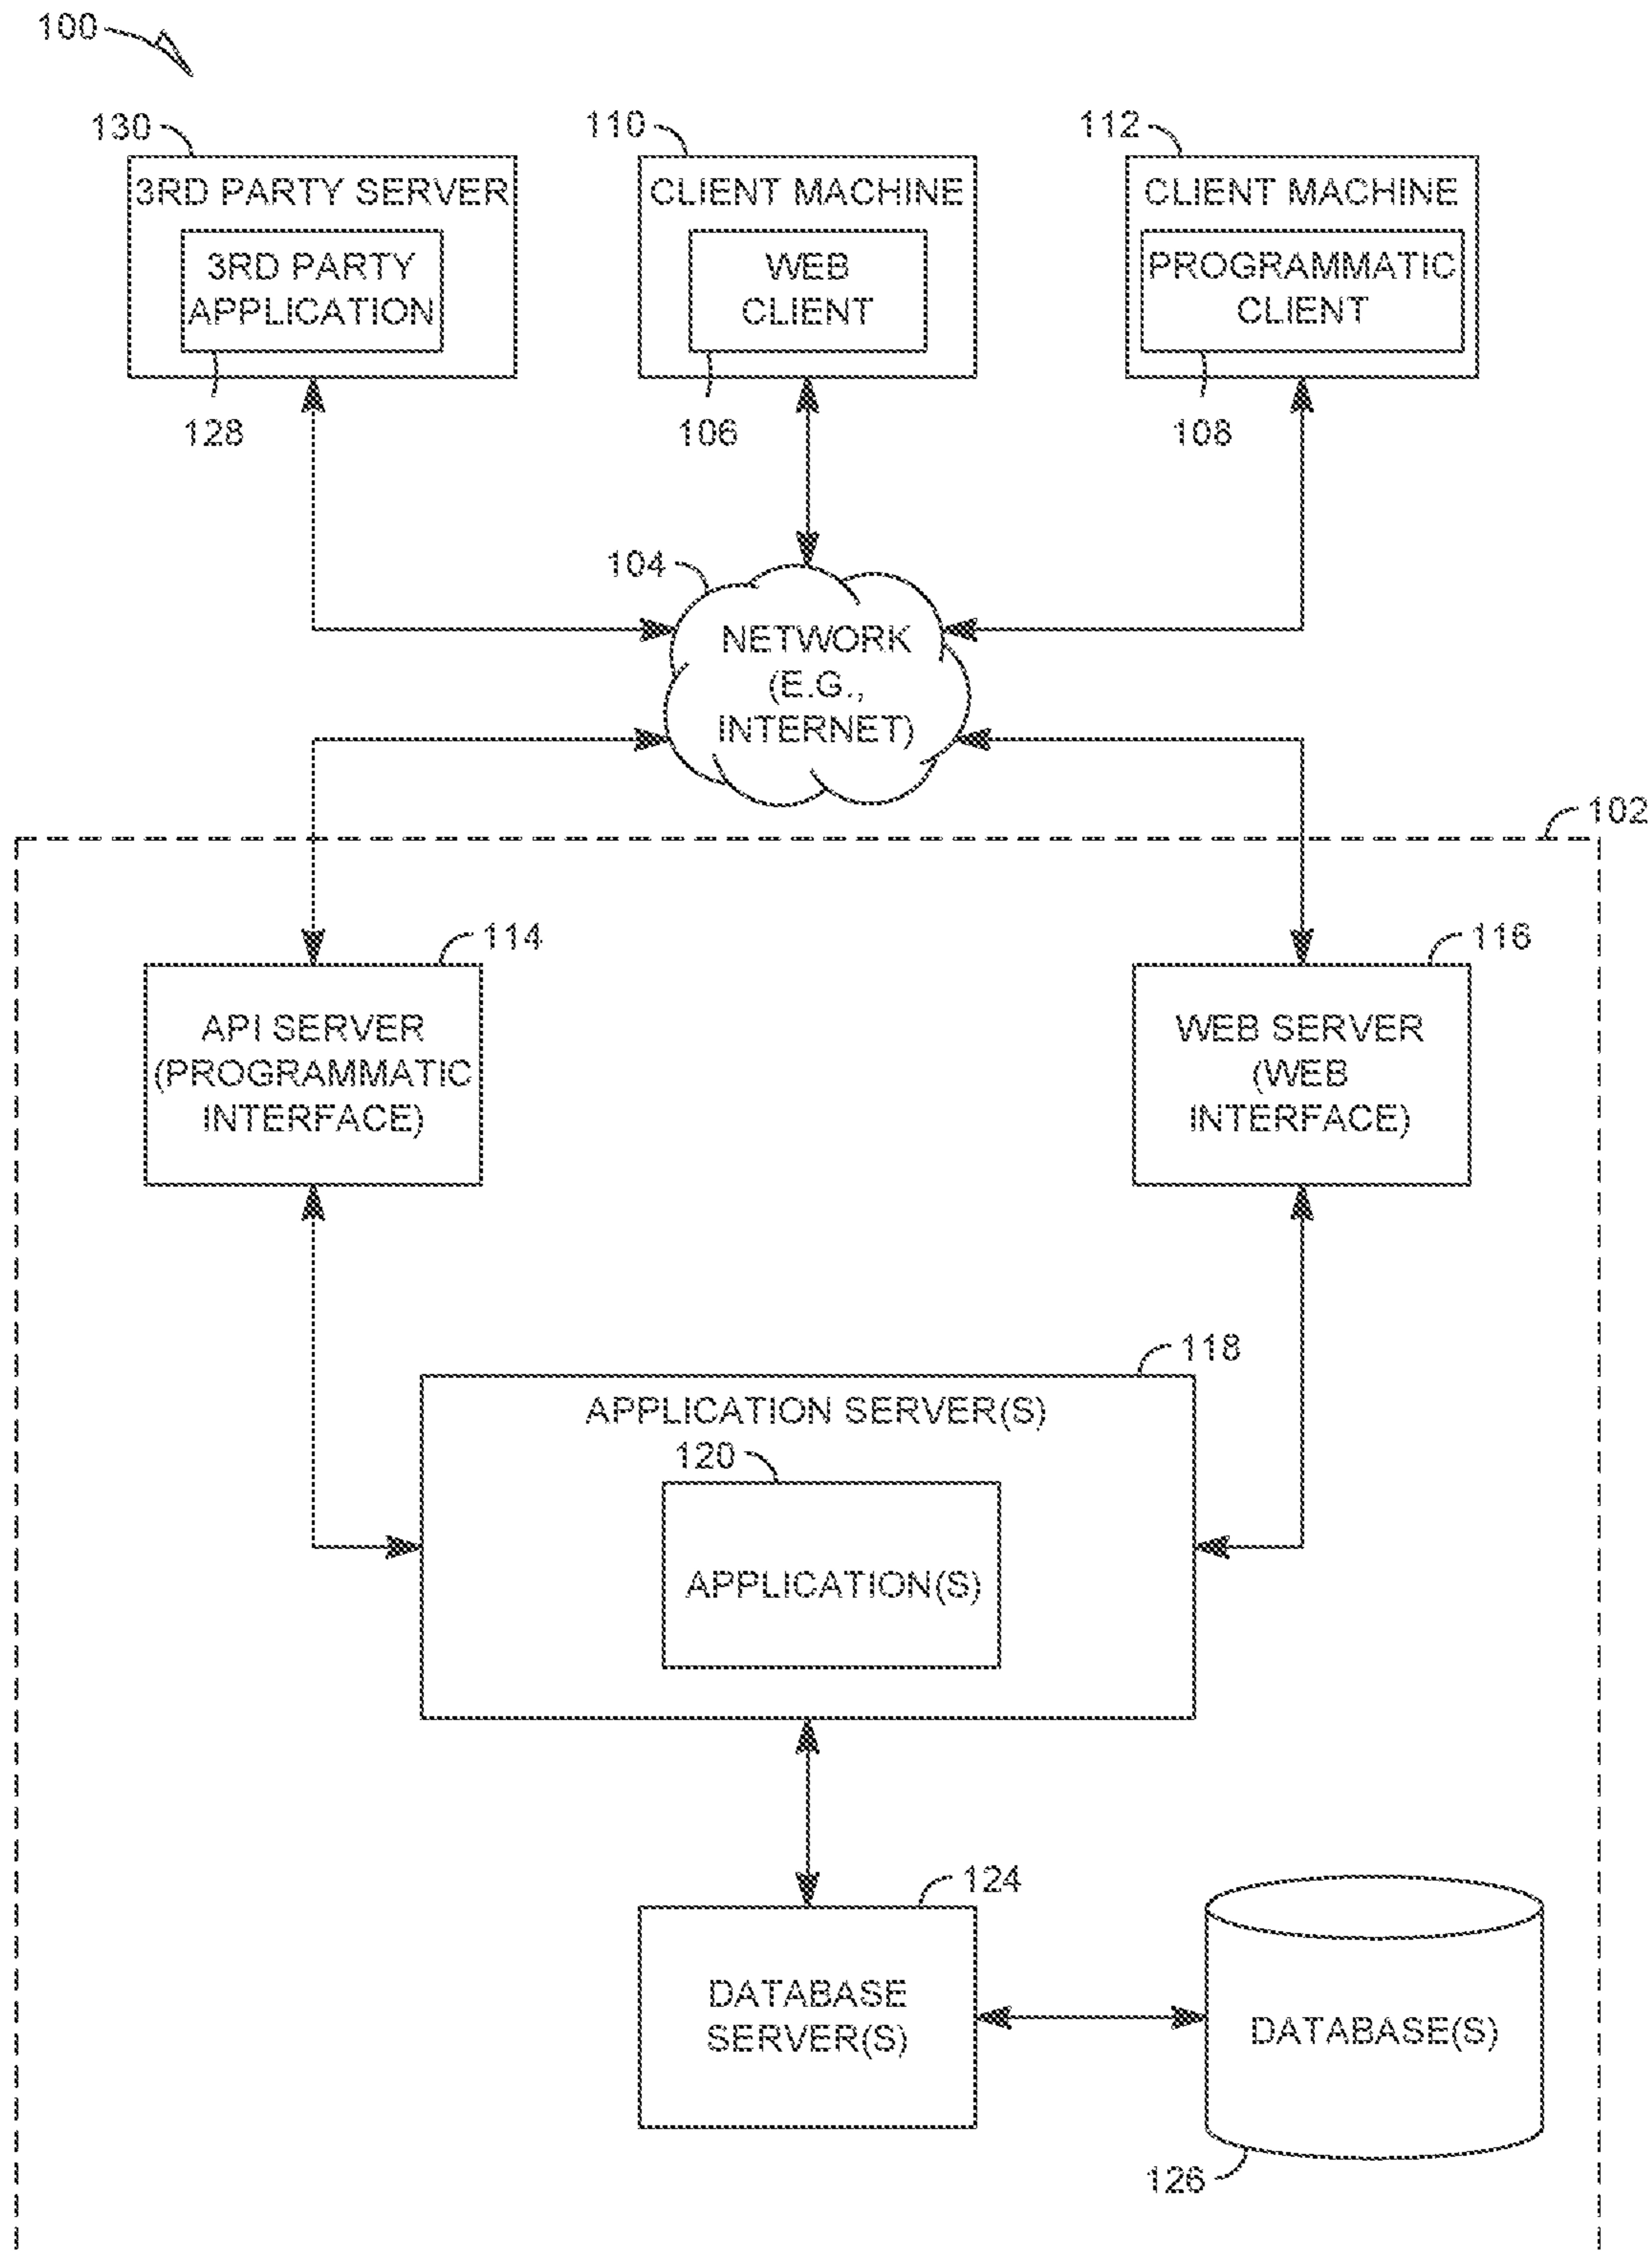 100
130
110
112
3RD PARTY SERVER
3RD PARTY
APPLICATION
CLIENT MACHINE
WEB
CLIENT
CLIENT MACHINE
PROGRAMMATIC
CLIENT
128
106
108
104
NETWORK
(E.G.,
INTERNET)
102
114
116
API SERVER
(PROGRAMMATIC
INTERFACE)
WEB SERVER
(WEB
INTERFACE)
118
APPLICATION SERVER(S)
120
APPLICATION(S)
124
DATABASE
SERVER(S)
DATABASE(S)
126